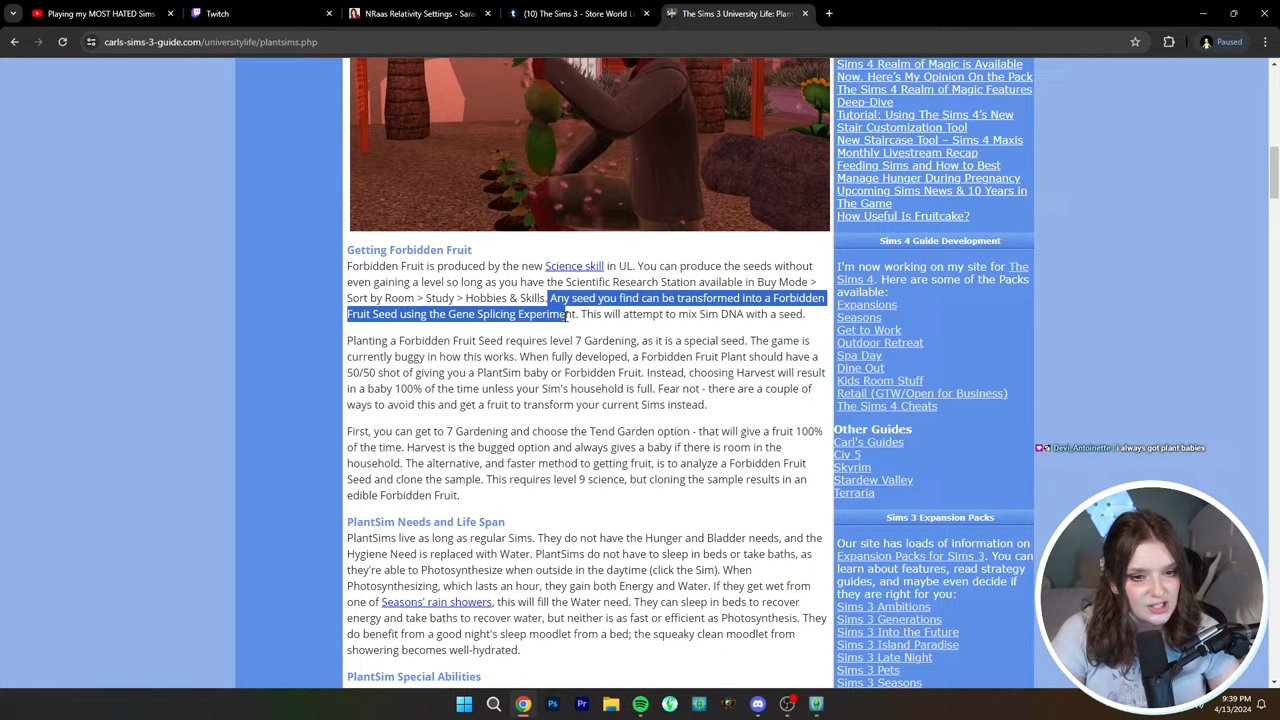 Playing my MOST HATED Sims
Twitch
NRaas Relativity Settings - Sara
(10) The Sims 3 - Store World L
The Sims 3 University Life: Plan
carls-sims-3-guide.com/universitylife/plantsims.php
Paused
Getting Forbidden Fruit
Forbidden Fruit is produced by the new Science skill in UL. You can produce the seeds without
even gaining a level so long as you have the Scientific Research Station available in Buy Mode >
Sort by Room > Study > Hobbies & Skills. Any seed you find can be transformed into a Forbidden
Fruit Seed using the Gene Splicing Experiment. This will attempt to mix Sim DNA with a seed.
Planting a Forbidden Fruit Seed requires level 7 Gardening, as it is a special seed. The game is
currently buggy in how this works. When fully developed, a Forbidden Fruit Plant should have a
50/50 shot of giving you a PlantSim baby or Forbidden Fruit. Instead, choosing Harvest will result
in a baby 100% of the time unless your Sim's household is full. Fear not - there are a couple of
ways to avoid this and get a fruit to transform your current Sims instead.
First, you can get to 7 Gardening and choose the Tend Garden option - that will give a fruit 100%
of the time. Harvest is the bugged option and always gives a baby if there is room in the
household. The alternative, and faster method to getting fruit, is to analyze a Forbidden Fruit
Seed and clone the sample. This requires level 9 science, but cloning the sample results in an
edible Forbidden Fruit.
PlantSim Needs and Life Span
PlantSims live as long as regular Sims. They do not have the Hunger and Bladder needs, and the
Hygiene Need is replaced with Water. PlantSims do not have to sleep in beds or take baths, as
they're able to Photosynthesize when outside in the daytime (click the Sim). When
Photosynthesizing, which lasts an hour, they gain both Energy and Water. If they get wet from
one of Seasons' rain showers, this will fill the Water need. They can sleep in beds to recover
energy and take baths to recover water, but neither is as fast or efficient as Photosynthesis. They
do benefit from a good night's sleep moodlet from a bed; the squeaky clean moodlet from
showering becomes well-hydrated.
PlantSim Special Abilities
Sims 4 Realm of Magic is Available
Now. Here's My Opinion On the Pack
The Sims 4 Realm of Magic Features
Deep-Dive
Tutorial: Using The Sims 4's New
Stair Customization Tool
New Staircase Tool – Sims 4 Maxis
Monthly Livestream Recap
Feeding Sims and How to Best
Manage Hunger During Pregnancy
Upcoming Sims News & 10 Years in
The Game
How Useful Is Fruitcake?
Sims 4 Guide Development
I'm now working on my site for The
Sims 4. Here are some of the Packs
available:
Expansions
Seasons
Get to Work
Outdoor Retreat
Spa Day
Dine Out
Kids Room Stuff
Retail (GTW/Open for Business)
The Sims 4 Cheats
Other Guides
Carl's Guides
Civ 5
Skyrim
Stardew Valley
Terraria
Sims 3 Expansion Packs
Our site has loads of information on
Expansion Packs for Sims 3. You can
learn about features, read strategy
guides, and maybe even decide if
they are right for you:
Sims 3 Ambitions
Sims 3 Generations
Sims 3 Into the Future
Sims 3 Island Paradise
Sims 3 Late Night
Sims 3 Pets
Sims 3 Seasons
Devi_Antoinette: i always got plant babies
9:39 PM
4/13/2024